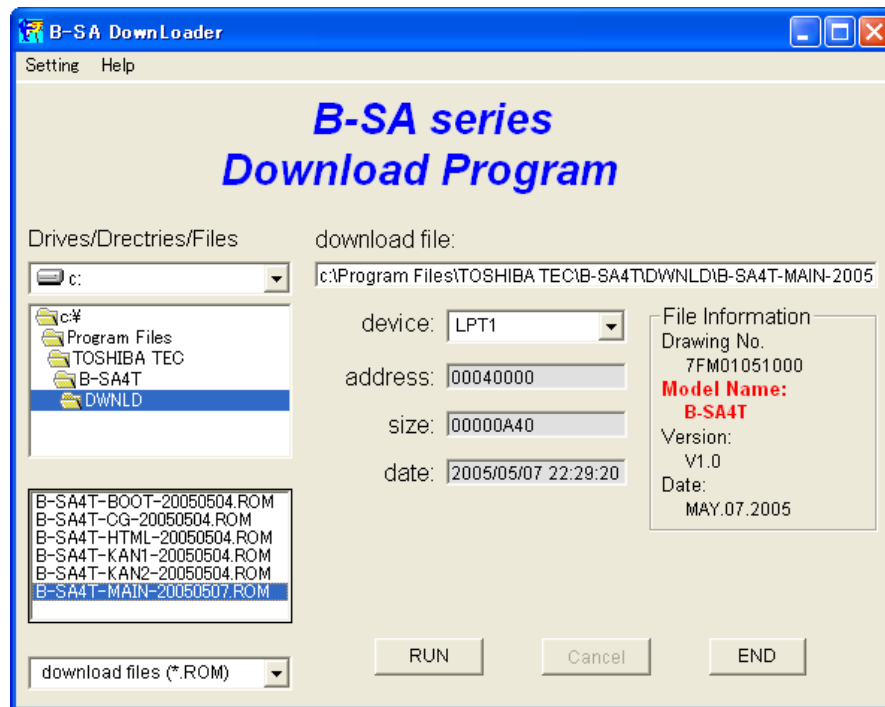 B-SA DownLoader
Setting Help
B-SA series
Download Program
Drives/Drectries/Files
c:
c:¥
Program Files
TOSHIBA TEC
B-SA4T
DWNLD
B-SA4T-BOOT-20050504.ROM
B-SA4T-CG-20050504.ROM
B-SA4T-HTML-20050504.ROM
B-SA4T-KAN1-20050504.ROM
B-SA4T-KAN2-20050504.ROM
B-SA4T-MAIN-20050507.ROM
download files (*.ROM)
download file:
c:\Program Files\TOSHIBA TEC\B-SA4T\DWNLD\B-SA4T-MAIN-2005
device: LPT1
address: 00040000
size: 00000A40
date: 2005/05/07 22:29:20
File Information
Drawing No.
7FM01051000
Model Name:
B-SA4T
Version:
V1.0
Date:
MAY.07.2005
RUN Cancel END